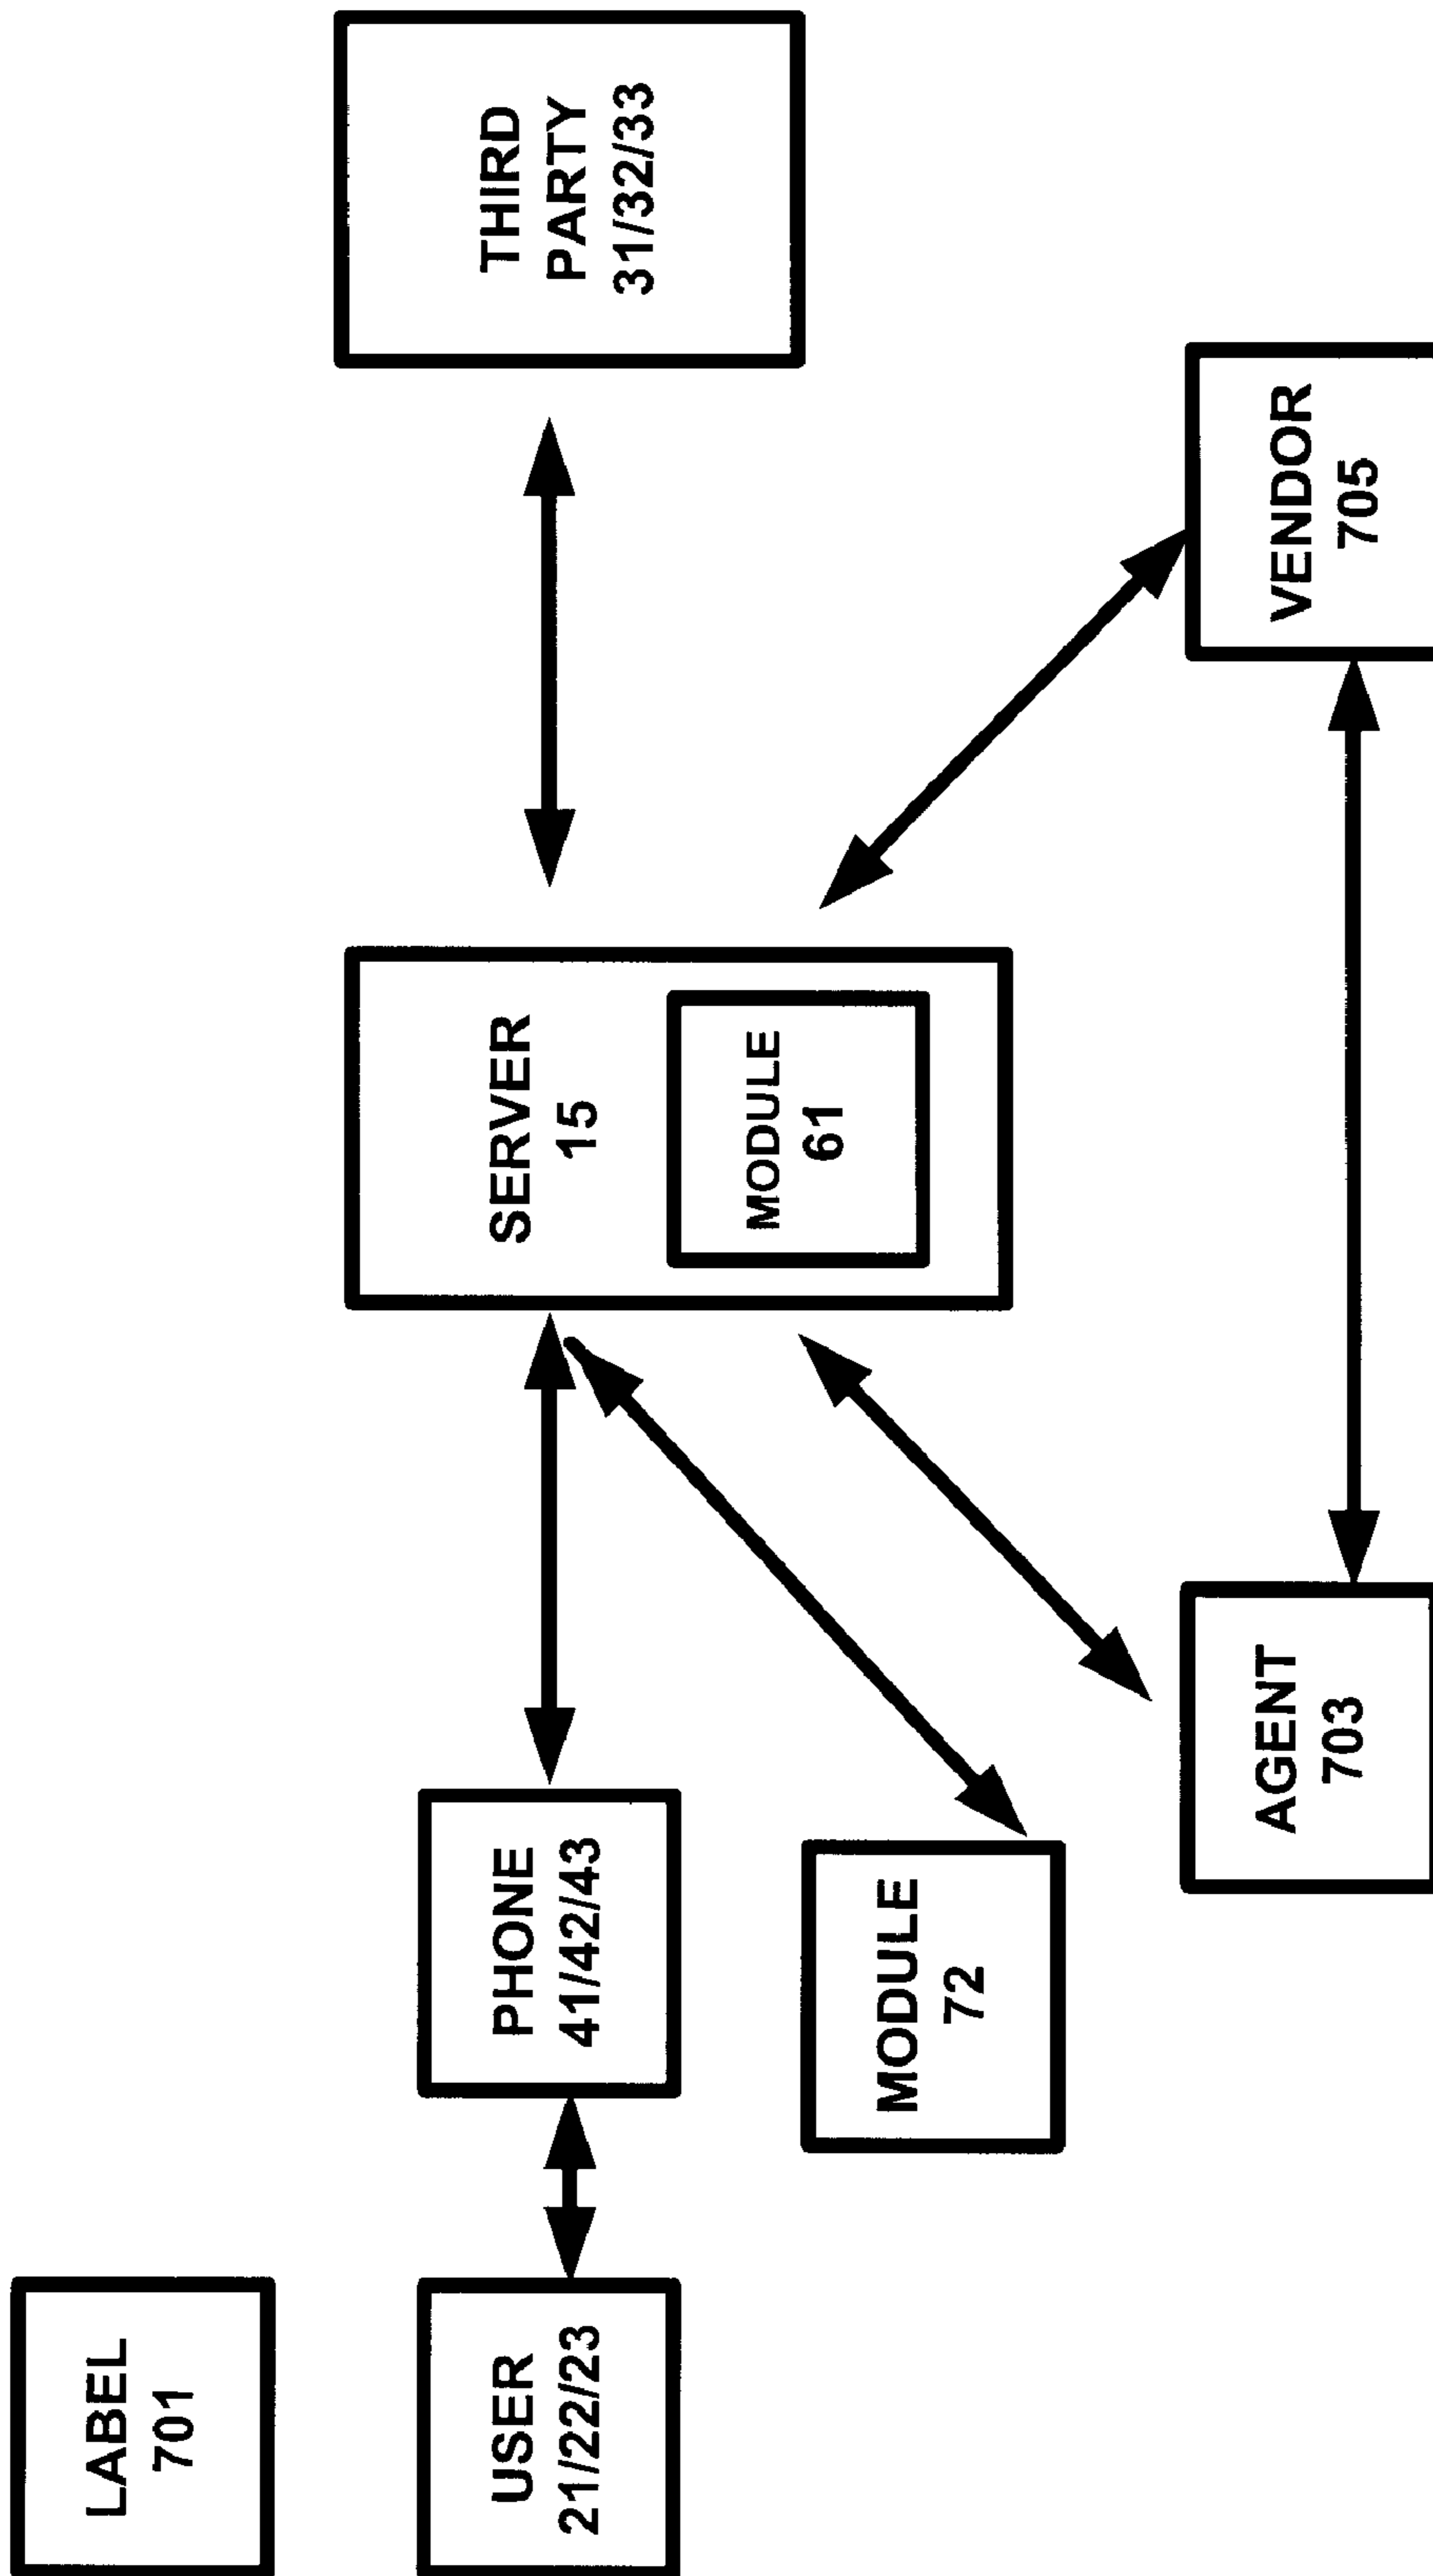 LABEL
701
USER
21/22/23
PHONE
41/42/43
SERVER
15
THIRD
PARTY
31/32/33
MODULE
61
MODULE
72
AGENT
703
VENDOR
705